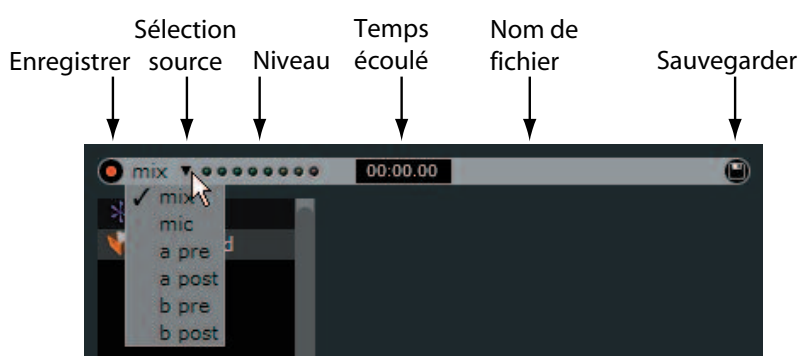 Enregistrer
Sélection
source
Niveau
Temps
écoulé
Nom de
fichier
Sauvegarder
mix
00:00.00
mix
mic
a pre
a post
b pre
b post